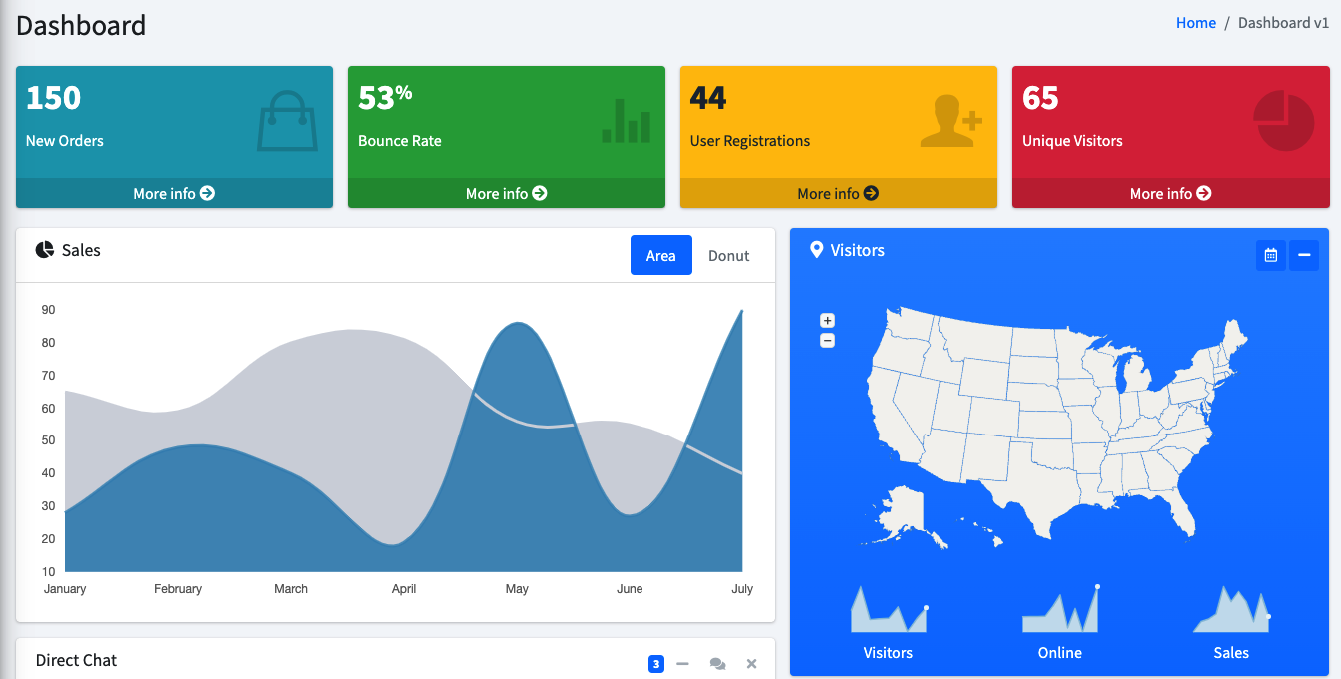 Dashboard
Home / Dashboard v1
150
New Orders
More info
53%
Bounce Rate
More info
44
User Registrations
More info
65
Unique Visitors
More info
Sales
Area
Donut
90
80
70
60
50
40
30
20
10
January February March April May June July
Visitors
+
−
Visitors
Online
Sales
Direct Chat
3